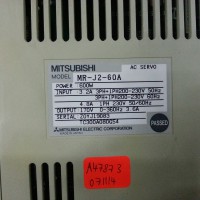 MITSUBISHI
AC SERVO
MODEL MR-J2-60A
POWER 600W
INPUT 3.2A 3PH+1PH200-230V 50Hz
3PH+1PH200-230V 60Hz
4.8A 1PH 230V 50/60Hz
OUTPUT 170V 0-360Hz 3.6A
SERIAL
MITSUBISHI ELECTRIC CORPORATION
PASSED
A47873